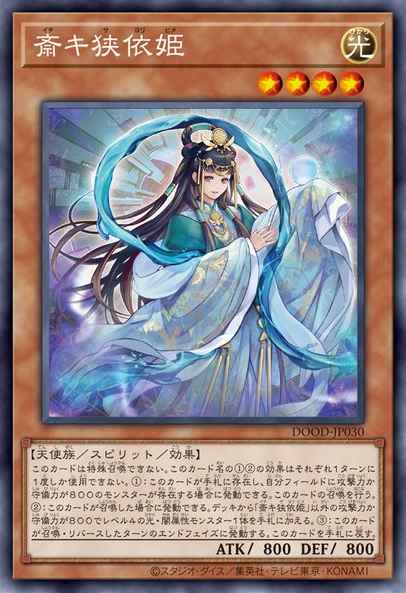 斎キ狭依姫
光
DOOD-JP030
【天使族／スピリット／効果】
このカードは特殊召喚できない。このカード名の①②の効果はそれぞれ１ターンに
１度しか使用できない。①：このカードが手札に存在し、自分フィールドに攻撃力か
守備力が８００のモンスターが存在する場合に発動できる。このカードの召喚を行う。
②：このカードが召喚した場合に発動できる。デッキから「斎キ狭依姫」以外の攻撃力か
守備力が８００でレベル４の光・闇属性モンスター１体を手札に加える。③：このカード
が召喚・リバースしたターンのエンドフェイズに発動する。このカードを手札に戻す。
ATK/ 800 DEF/ 800
©スタジオ・ダイス／集英社・テレビ東京・KONAMI